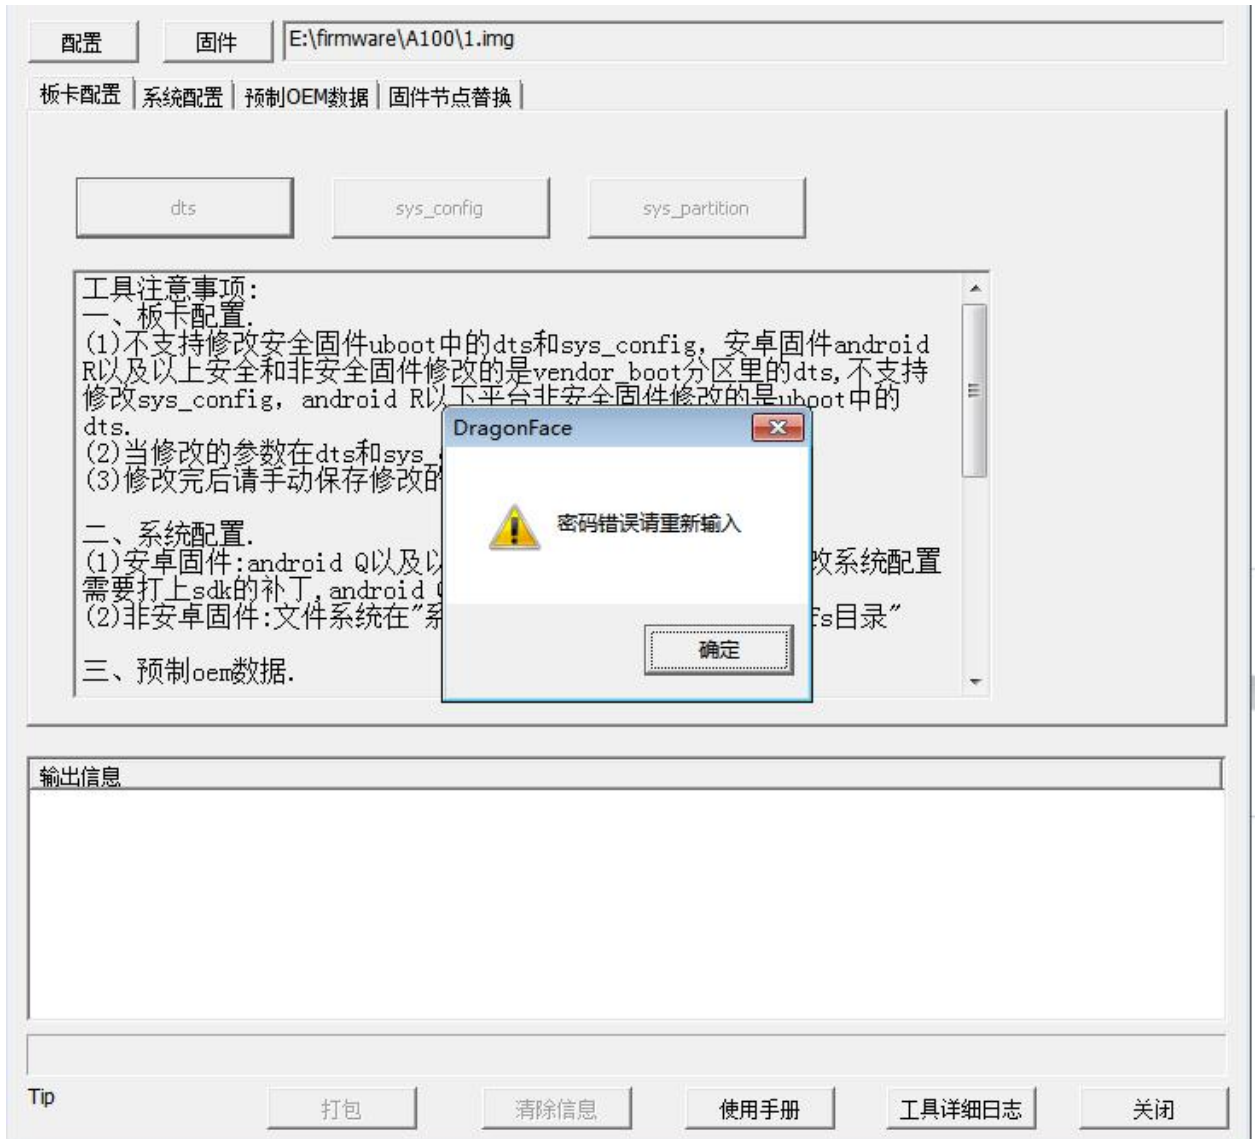 配置
固件
E:\firmware\A100\1.img
板卡配置
系统配置
预制OEM数据
固件节点替换
dts
sys_config
sys_partition
工具注意事项:
一、板卡配置.
(1)不支持修改安全固件uboot中的dts和sys_config，安卓固件android
R以及以上安全和非安全固件修改的是vendor_boot分区里的dts,不支持
修改sys_config，android R以下平台非安全固件修改的是uboot中的
dts.
(2)当修改的参数在dts和sys_
(3)修改完后请手动保存修改的
二、系统配置.
(1)安卓固件:android Q以及以 改系统配置
需要打上sdk的补丁,android
(2)非安卓固件:文件系统在"系 fs目录"
三、预制oem数据.
DragonFace
密码错误请重新输入
确定
输出信息
Tip
打包
清除信息
使用手册
工具详细日志
关闭